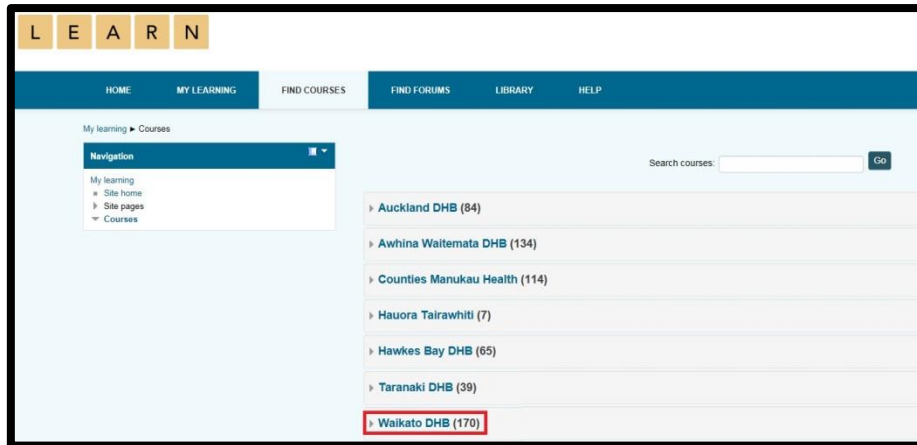 L E A R N
HOME MY LEARNING FIND COURSES FIND FORUMS LIBRARY HELP
My learning ► Courses
Navigation
My learning
Site home
Site pages
Courses
Search courses: Go
Auckland DHB (84)
Awhina Waitemata DHB (134)
Counties Manukau Health (114)
Hauora Tairawhiti (7)
Hawkes Bay DHB (65)
Taranaki DHB (39)
Waikato DHB (170)